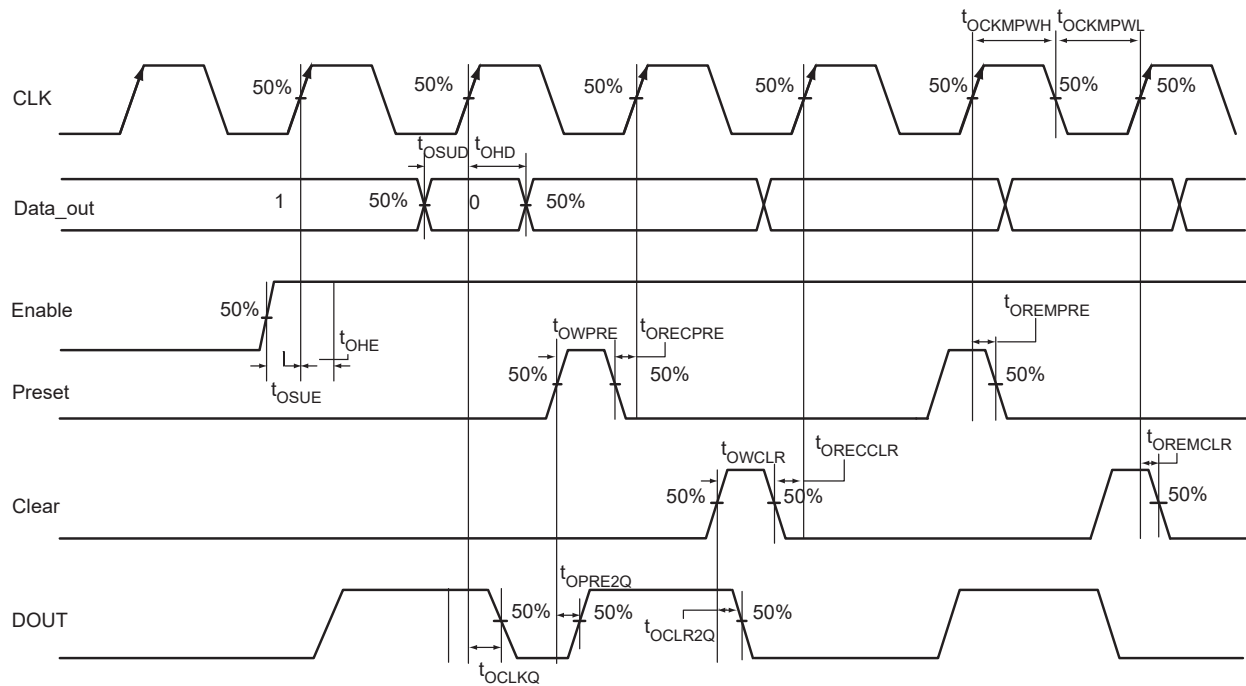 tOCKMPWH tOCKMPWL
CLK 50% 50% 50% 50% 50% 50% 50%
tOSUD tOHD
Data_out 1 50% 0 50%
Enable 50%
tOHE tOWPRE tORECPRE tOREMPRE
tOSUE
Preset 50% 50% 50%
tOWCLR tORECCLR tOREMCLR
Clear 50% 50% 50%
tOPRE2Q
DOUT 50% 50% 50%
tOCLR2Q
tOCLKQ